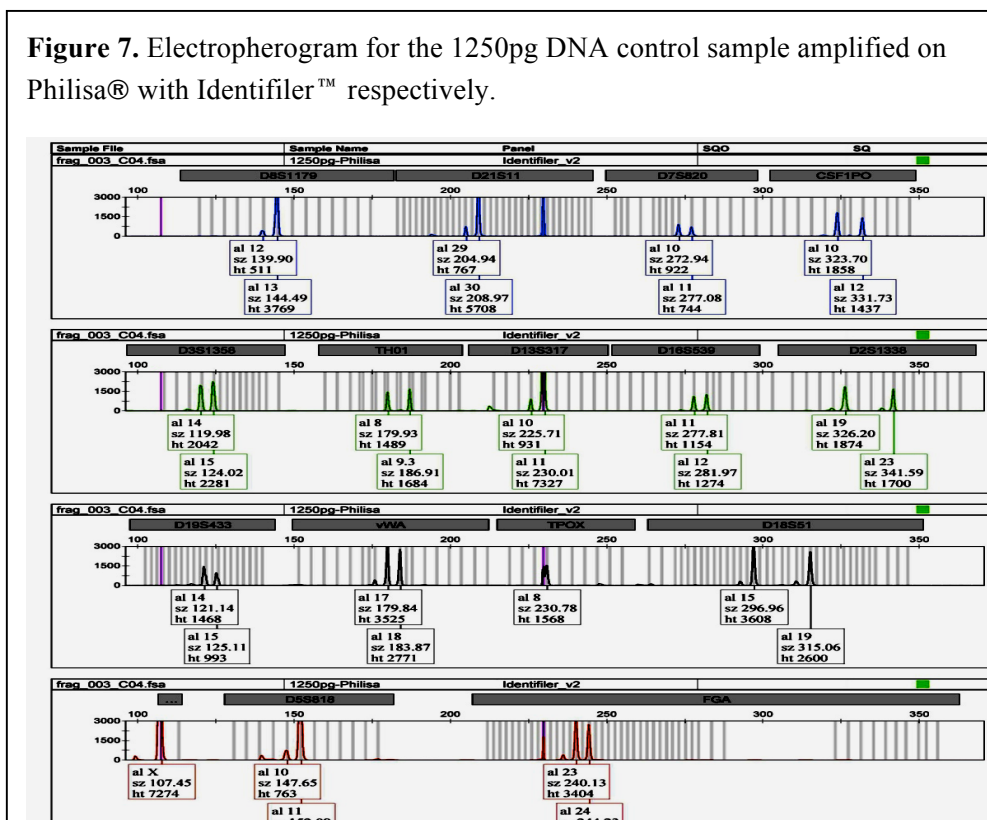 Figure 7. Electropherogram for the 1250pg DNA control sample amplified on
Philisa® with Identifiler™ respectively.
Sample File Sample Name Panel SQO SQ
frag_003_C04.fsa 1250pg-Philisa Identifiler_v2
D8S1179 D21S11 D7S820 CSF1PO
100 150 200 250 300 350
3000
1500
0
al 12 al 29 al 10 al 10
sz 139.90 sz 204.94 sz 272.94 sz 323.70
ht 511 ht 767 ht 922 ht 1858
al 13 al 30 al 11 al 12
sz 144.49 sz 208.97 sz 277.08 sz 331.73
ht 3769 ht 5708 ht 744 ht 1437
frag_003_C04.fsa 1250pg-Philisa Identifiler_v2
D3S1358 TH01 D13S317 D16S539 D2S1338
100 150 200 250 300 350
3000
1500
0
al 14 al 8 al 10 al 11 al 19
sz 119.98 sz 179.93 sz 225.71 sz 277.81 sz 326.20
ht 2042 ht 1489 ht 931 ht 1154 ht 1874
al 15 al 9.3 al 11 al 12 al 23
sz 124.02 sz 186.91 sz 230.01 sz 281.97 sz 341.59
ht 2281 ht 1684 ht 7327 ht 1274 ht 1700
frag_003_C04.fsa 1250pg-Philisa Identifiler_v2
D19S433 vWA TPOX D18S51
100 150 200 250 300 350
3000
1500
0
al 14 al 17 al 8 al 15
sz 121.14 sz 179.84 sz 230.78 sz 296.96
ht 1468 ht 3525 ht 1568 ht 3608
al 15 al 18 al 19
sz 125.11 sz 183.87 sz 315.06
ht 993 ht 2771 ht 2600
frag_003_C04.fsa 1250pg-Philisa Identifiler_v2
... D5S818 FGA
100 150 200 250 300 350
3000
1500
0
al X al 10 al 23
sz 107.45 sz 147.65 sz 240.13
ht 7274 ht 763 ht 3404
al 11 al 24